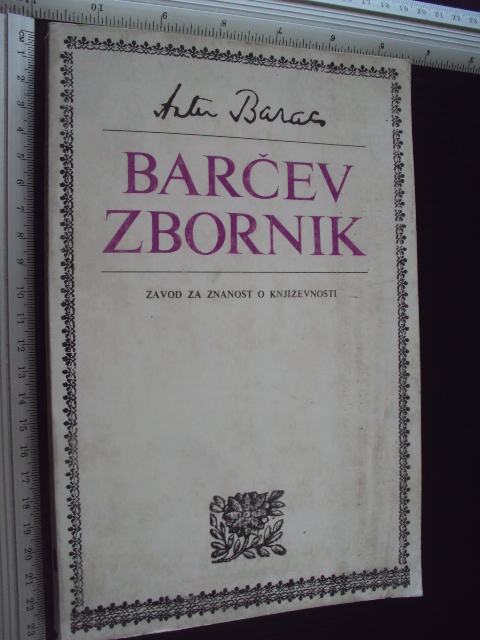 Antun Barac
BARČEV
ZBORNIK
ZAVOD ZA ZNANOST O KNJIŽEVNOSTI